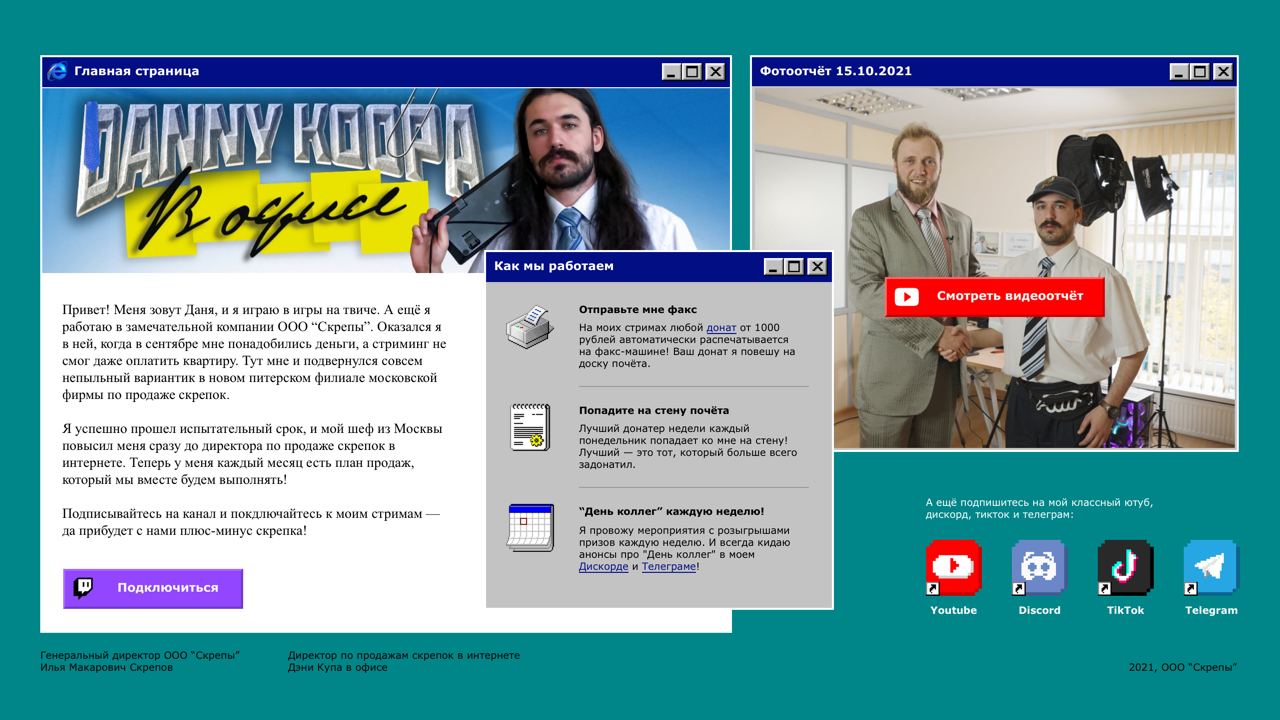 Главная страница
DANNY KOOPA
В офисе
Привет! Меня зовут Даня, и я играю в игры на твиче. А ещё я
работаю в замечательной компании ООО “Скрепы”. Оказался я
в ней, когда в сентябре мне понадобились деньги, а стриминг не
смог даже оплатить квартиру. Тут мне и подвернулся совсем
непыльный вариантик в новом питерском филиале московской
фирмы по продаже скрепок.
Я успешно прошел испытательный срок, и мой шеф из Москвы
повысил меня сразу до директора по продаже скрепок в
интернете. Теперь у меня каждый месяц есть план продаж,
который мы вместе будем выполнять!
Подписывайтесь на канал и покдлючайтесь к моим стримам —
да прибудет с нами плюс-минус скрепка!
Подключиться
Как мы работаем
Отправьте мне факс
На моих стримах любой донат от 1000
рублей автоматически распечатывается
на факс-машине! Ваш донат я повешу на
доску почёта.
Попадите на стену почёта
Лучший донатер недели каждый
понедельник попадает ко мне на стену!
Лучший — это тот, который больше всего
задонатил.
“День коллег” каждую неделю!
Я провожу мероприятия с розыгрышами
призов каждую неделю. И всегда кидаю
анонсы про "День коллег" в моем
Дискорде и Телеграме!
Фотоотчёт 15.10.2021
Смотреть видеоотчёт
А ещё подпишитесь на мой классный ютуб,
дискорд, тикток и телеграм:
Youtube
Discord
TikTok
Telegram
Генеральный директор ООО “Скрепы”
Илья Макарович Скрепов
Директор по продажам скрепок в интернете
Дэни Купа в офисе
2021, ООО “Скрепы”